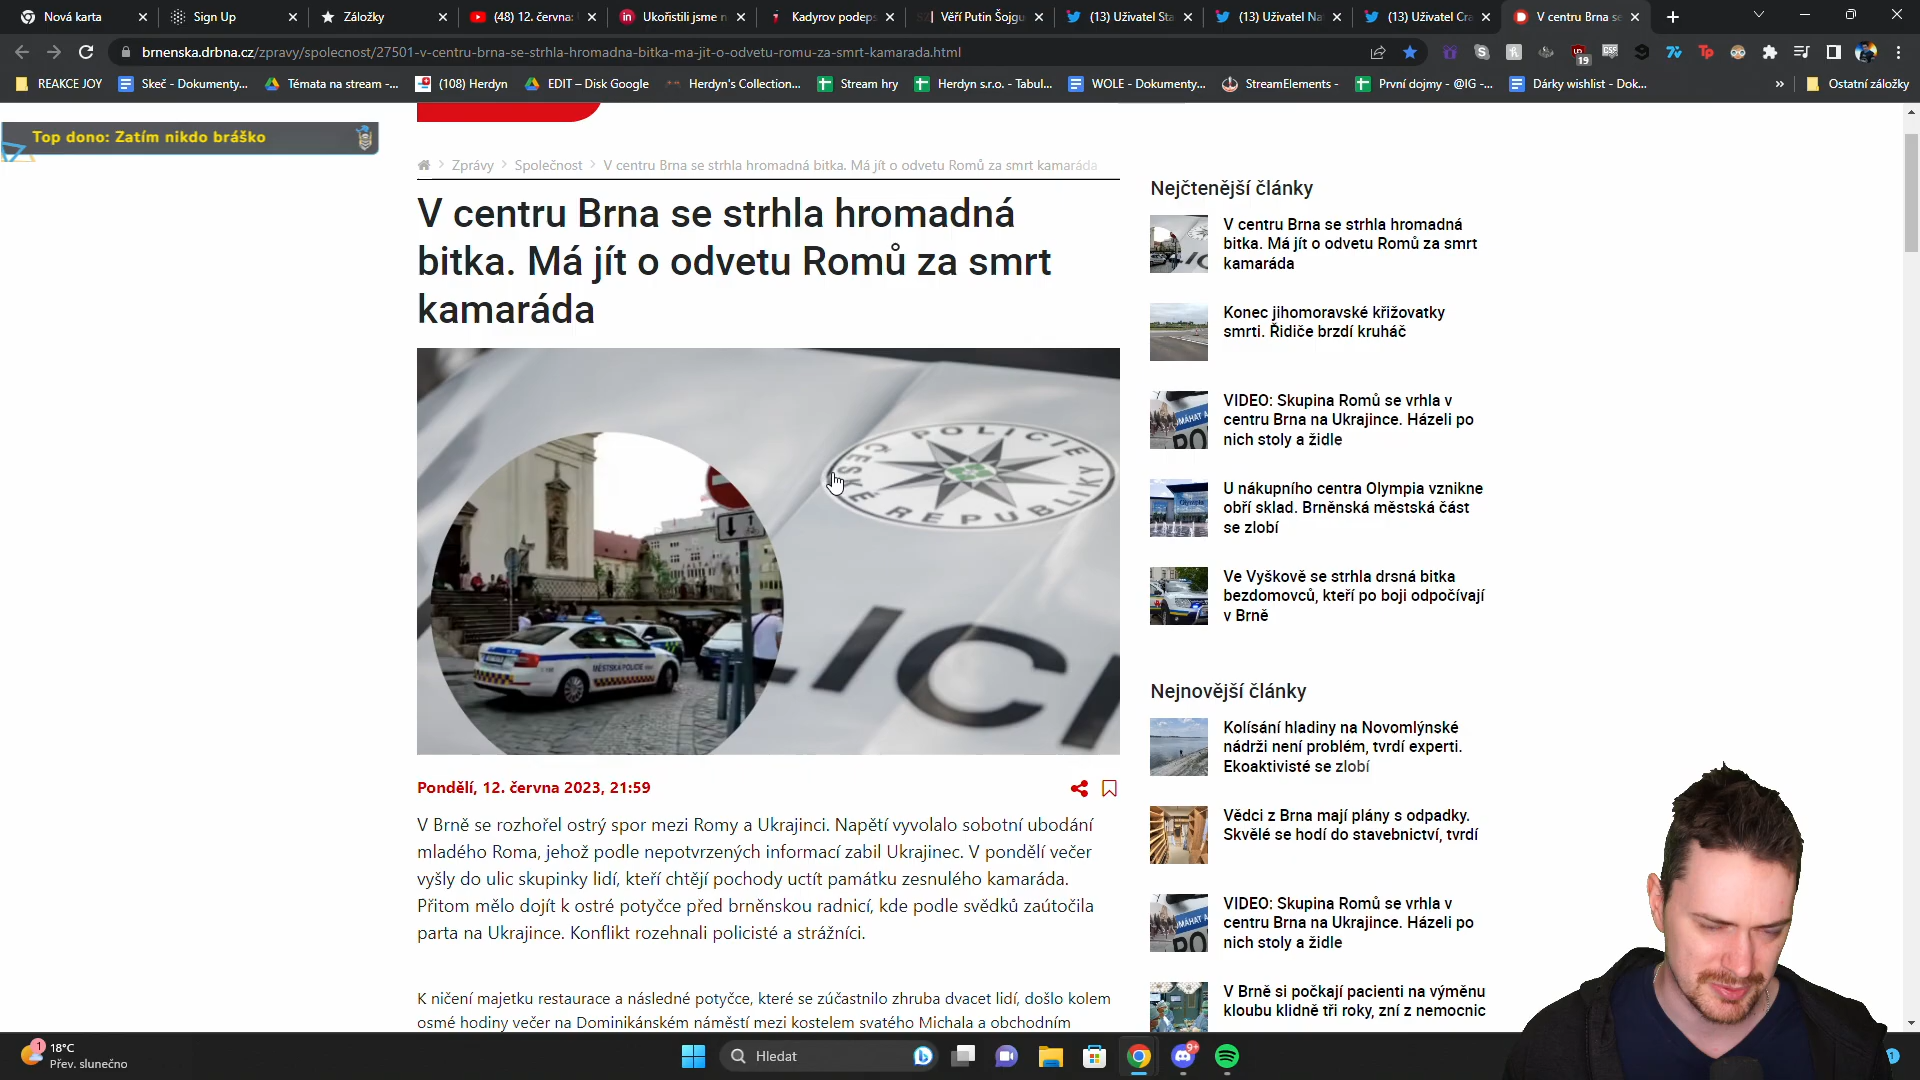 Nová karta
Sign Up
Záložky
(48) 12. června:
Ukořistili jsme n
Kadyrov podeps
Věří Putin Šojgu
(13) Uživatel Sta
(13) Uživatel Na
(13) Uživatel Cra
V centru Brna se
brnenska.drbna.cz/zpravy/spolecnost/27501-v-centru-brna-se-strhla-hromadna-bitka-ma-jit-o-odvetu-romu-za-smrt-kamarada.html
19
REAKCE JOY
Skeč - Dokumenty...
Témata na stream -...
(108) Herdyn
EDIT – Disk Google
Herdyn's Collection...
Stream hry
Herdyn s.r.o. - Tabul...
WOLE - Dokumenty...
StreamElements -
První dojmy - @IG -...
Dárky wishlist - Dok...
»
Ostatní záložky
Top dono: Zatím nikdo bráško
Zprávy
Společnost
V centru Brna se strhla hromadná bitka. Má jít o odvetu Romů za smrt kamaráda
V centru Brna se strhla hromadná
bitka. Má jít o odvetu Romů za smrt
kamaráda
POLICIE
ČESKÉ
REPUBLIKY
MĚSTSKÁ POLICIE
LICI
Pondělí, 12. června 2023, 21:59
V Brně se rozhořel ostrý spor mezi Romy a Ukrajinci. Napětí vyvolalo sobotní ubodání
mladého Roma, jehož podle nepotvrzených informací zabil Ukrajinec. V pondělí večer
vyšly do ulic skupinky lidí, kteří chtějí pochody uctít památku zesnulého kamaráda.
Přitom mělo dojít k ostré potyčce před brněnskou radnicí, kde podle svědků zaútočila
parta na Ukrajince. Konflikt rozehnali policisté a strážníci.
K ničení majetku restaurace a následné potyčce, které se zúčastnilo zhruba dvacet lidí, došlo kolem
osmé hodiny večer na Dominikánském náměstí mezi kostelem svatého Michala a obchodním
Nejčtenější články
V centru Brna se strhla hromadná
bitka. Má jít o odvetu Romů za smrt
kamaráda
Konec jihomoravské křižovatky
smrti. Řidiče brzdí kruháč
VIDEO: Skupina Romů se vrhla v
centru Brna na Ukrajince. Házeli po
nich stoly a židle
U nákupního centra Olympia vznikne
obří sklad. Brněnská městská část
se zlobí
Ve Vyškově se strhla drsná bitka
bezdomovců, kteří po boji odpočívají
v Brně
Nejnovější články
Kolísání hladiny na Novomlýnské
nádrži není problém, tvrdí experti.
Ekoaktivisté se zlobí
Vědci z Brna mají plány s odpadky.
Skvělé se hodí do stavebnictví, tvrdí
VIDEO: Skupina Romů se vrhla v
centru Brna na Ukrajince. Házeli po
nich stoly a židle
V Brně si počkají pacienti na výměnu
kloubu klidně tři roky, zní z nemocnic
1
18°C
Přev. slunečno
Hledat
9+
1